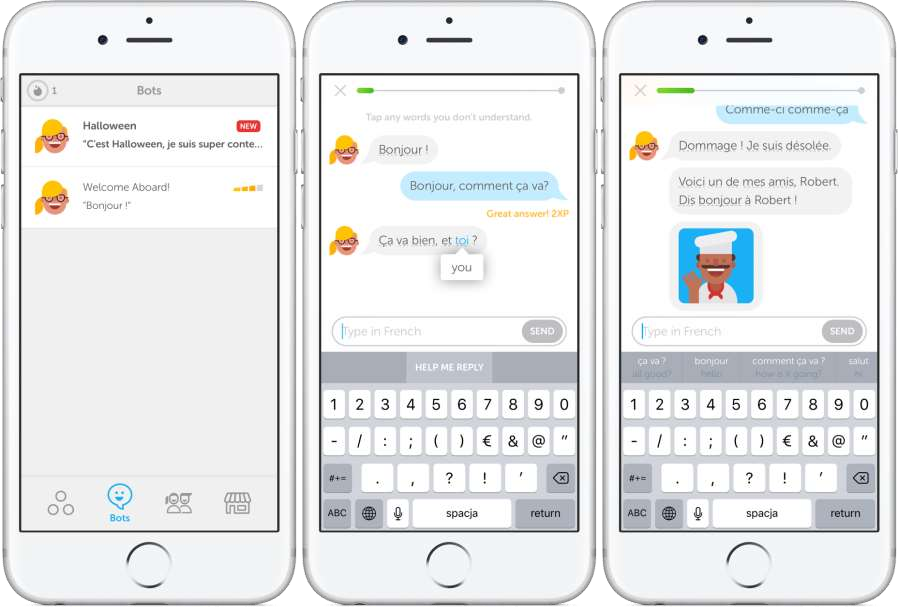 1
Bots
Halloween
NEW
"C'est Halloween, je suis super conte...
Welcome Aboard!
"Bonjour !"
Bots
Tap any words you don't understand.
Bonjour !
Bonjour, comment ça va?
Great answer! 2XP
Ça va bien, et toi ?
you
Type in French
SEND
HELP ME REPLY
1 2 3 4 5 6 7 8 9 0
- / : ; ( ) € & @ "
#+= . , ? ! '
ABC spacja return
Comme-ci comme-ça
Dommage ! Je suis désolée.
Voici un de mes amis, Robert.
Dis bonjour à Robert !
Type in French
SEND
ça va ? bonjour comment ça va ? salut
all good? hello how is it going? hi
1 2 3 4 5 6 7 8 9 0
- / : ; ( ) € & @ "
#+= . , ? ! '
ABC spacja return